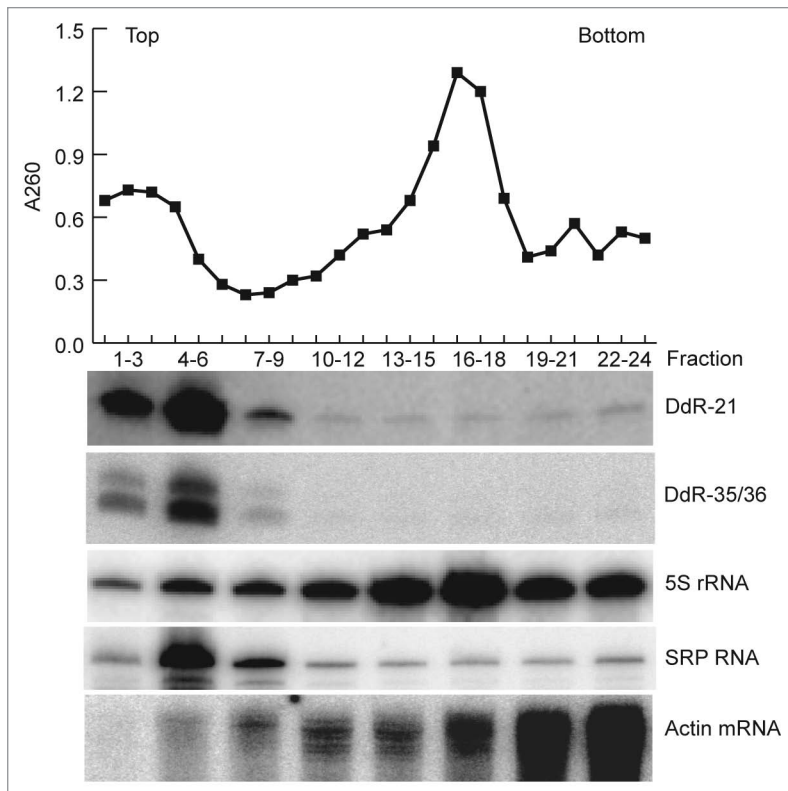 1.5
Top
Bottom
1.2
0.9
A260
0.6
0.3
0.0
1-3 4-6 7-9 10-12 13-15 16-18 19-21 22-24 Fraction
DdR-21
DdR-35/36
5S rRNA
SRP RNA
Actin mRNA